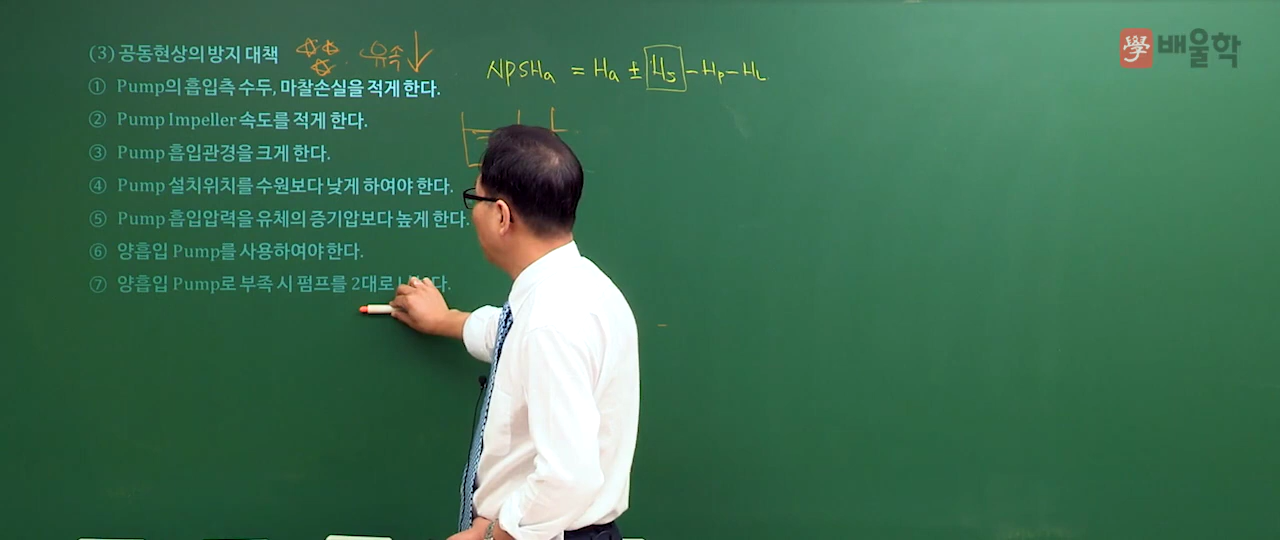 (3) 공동현상의 방지 대책
유속↓
① Pump의 흡입측 수두, 마찰손실을 적게 한다.
② Pump Impeller 속도를 적게 한다.
③ Pump 흡입관경을 크게 한다.
④ Pump 설치위치를 수원보다 낮게 하여야 한다.
⑤ Pump 흡입압력을 유체의 증기압보다 높게 한다.
⑥ 양흡입 Pump를 사용하여야 한다.
⑦ 양흡입 Pump로 부족 시 펌프를 2대로 다.
NPSHa = Ha ± Hs - Hp - HL
學 배울학